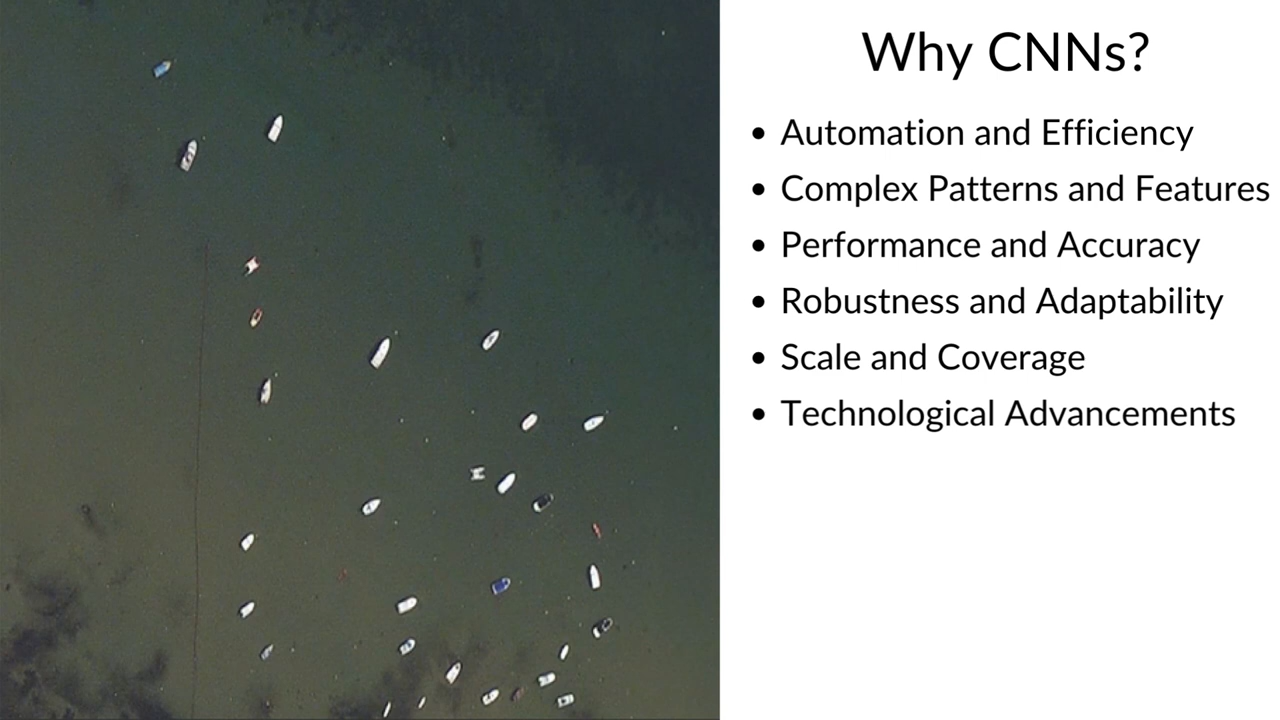 Why CNNs?
• Automation and Efficiency
• Complex Patterns and Features
• Performance and Accuracy
• Robustness and Adaptability
• Scale and Coverage
• Technological Advancements